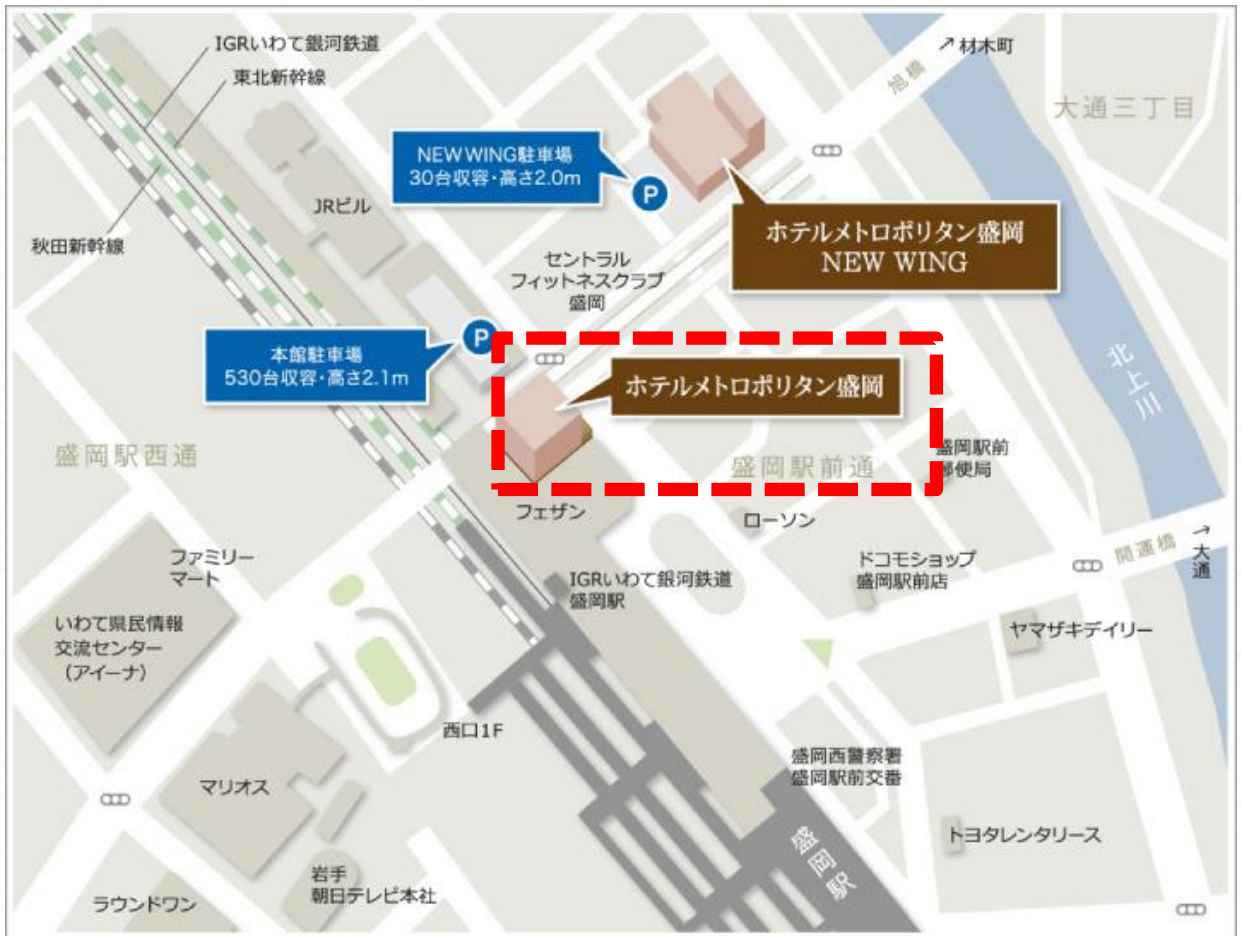 IGRいわて銀河鉄道
東北新幹線
↗材木町
旭橋
大通三丁目
NEW WING駐車場
30台収容・高さ2.0m
P
JRビル
秋田新幹線
ホテルメトロポリタン盛岡
NEW WING
セントラル
フィットネスクラブ
盛岡
P
本館駐車場
530台収容・高さ2.1m
ホテルメトロポリタン盛岡
北上川
盛岡駅西通
盛岡駅前通
盛岡駅前
郵便局
フェザン
ローソン
ファミリー
マート
IGRいわて銀河鉄道
盛岡駅
ドコモショップ
盛岡駅前店
開運橋
↑大通
いわて県民情報
交流センター
（アイーナ）
ヤマザキデイリー
西口1F
盛岡西警察署
盛岡駅前交番
マリオス
トヨタレンタリース
盛岡駅
岩手
朝日テレビ本社
ラウンドワン